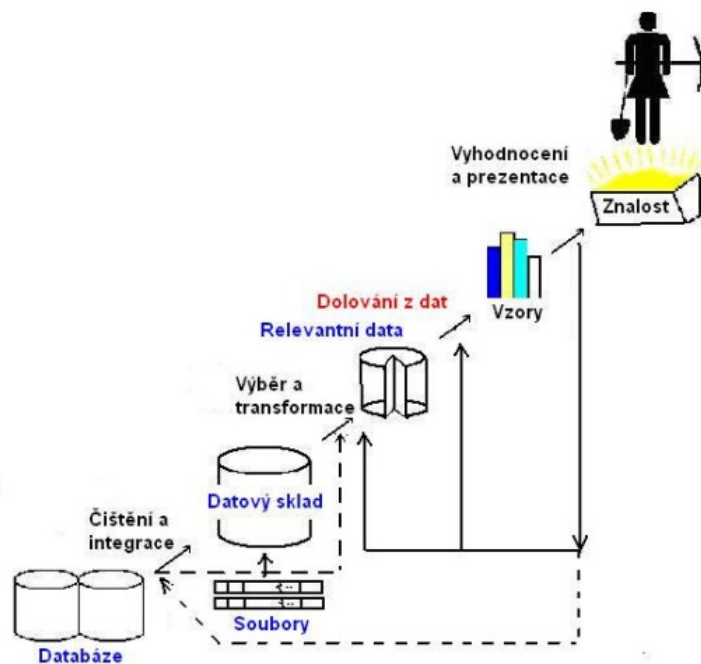 Vyhodnocení
a prezentace
Znalost
Dolování z dat
Vzory
Relevantní data
Výběr a
transformace
Datový sklad
Čištění a
integrace
Soubory
Databáze